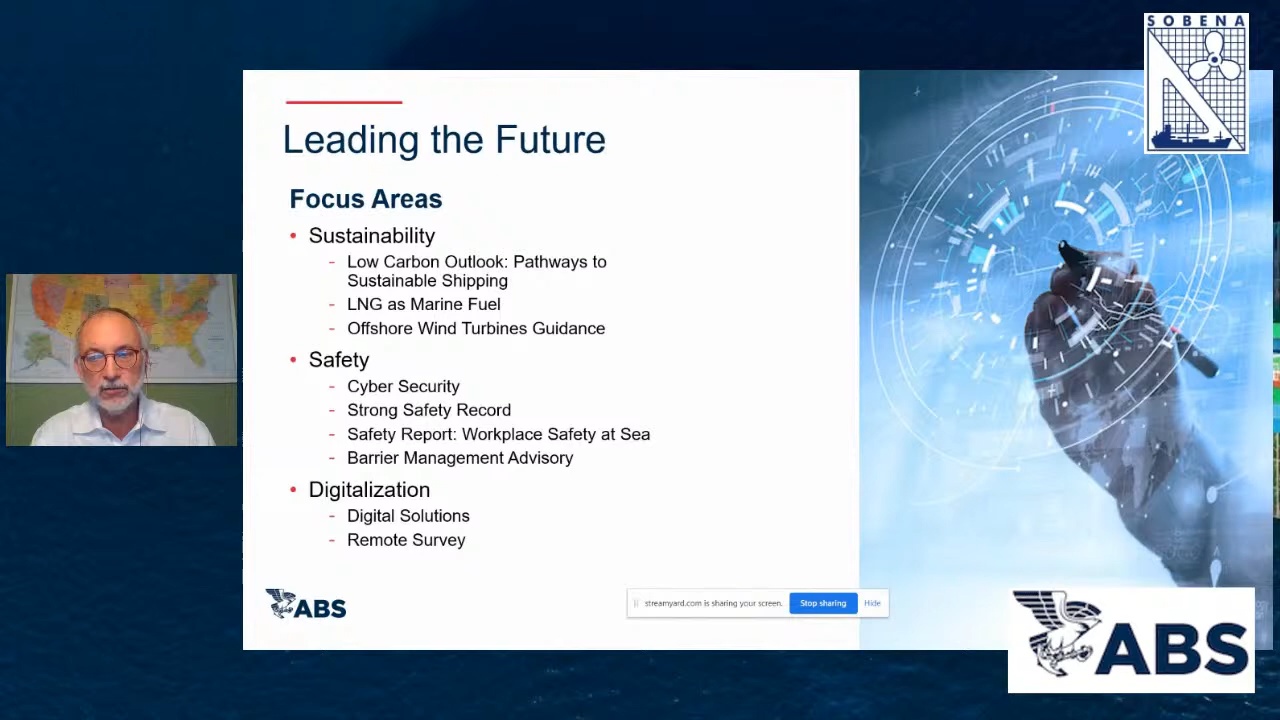 SOBENA
Leading the Future
Focus Areas
• Sustainability
- Low Carbon Outlook: Pathways to
Sustainable Shipping
- LNG as Marine Fuel
- Offshore Wind Turbines Guidance
• Safety
- Cyber Security
- Strong Safety Record
- Safety Report: Workplace Safety at Sea
- Barrier Management Advisory
• Digitalization
- Digital Solutions
- Remote Survey
ABS
streamyard.com is sharing your screen. Stop sharing Hide
ABS